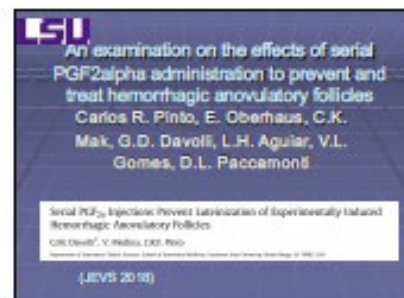 LSU
An examination on the effects of serial
PGF2alpha administration to prevent and
treat hemorrhagic anovulatory follicles
Carlos R. Pinto, E. Oberhaus, C.K.
Mak, G.D. Davolli, L.H. Aguiar, V.L.
Gomes, D.L. Paccamonti
Serial PGF2α Injections Prevent Luteinization of Experimentally Induced
Hemorrhagic Anovulatory Follicles
(JEVS 2018)